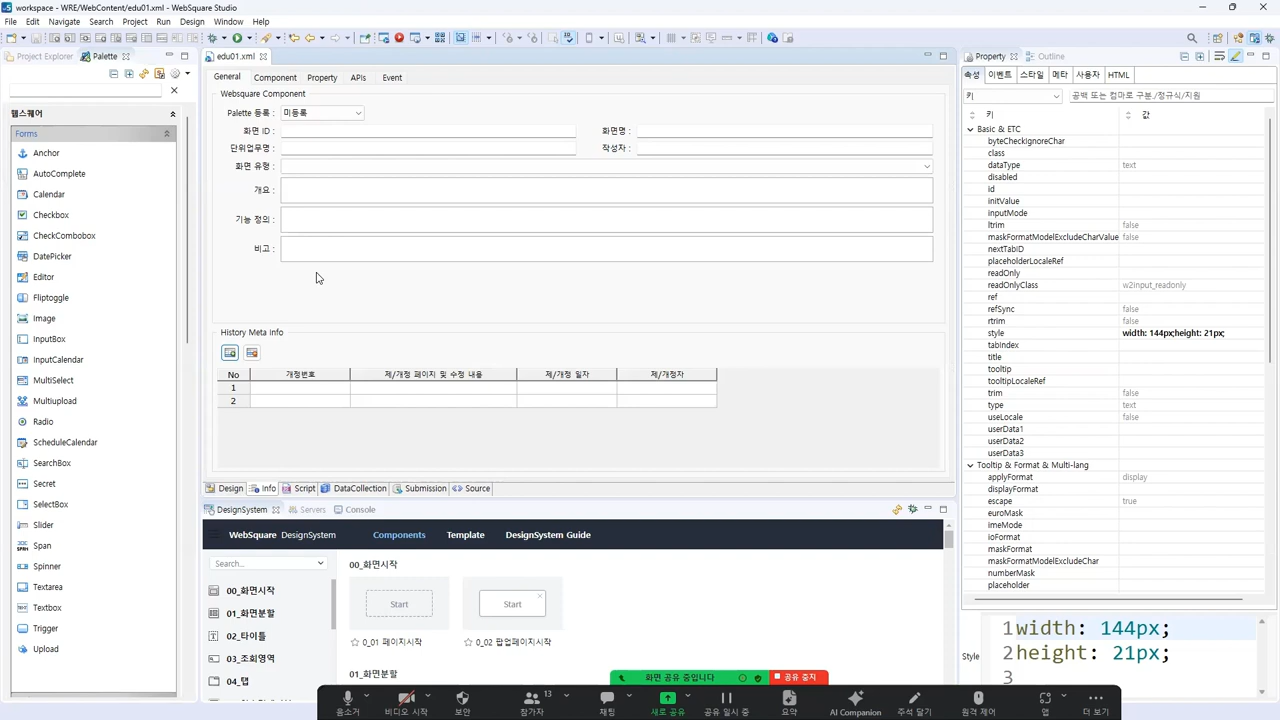 workspace - WRE/WebContent/edu01.xml - WebSquare Studio
File Edit Navigate Search Project Run Design Window Help
Project Explorer
Palette
웹스퀘어
Forms
Anchor
AutoComplete
Calendar
Checkbox
CheckCombobox
DatePicker
Editor
Fliptoggle
Image
InputBox
InputCalendar
MultiSelect
Multiupload
Radio
ScheduleCalendar
SearchBox
Secret
SelectBox
Slider
Span
Spinner
Textarea
Textbox
Trigger
Upload
edu01.xml
General Component Property APIs Event
Websquare Component
Palette 등록 : 미등록
화면 ID : 화면명 :
단위업무명 : 작성자 :
화면 유형 :
개요 :
기능 정의 :
비고 :
History Meta Info
No 개정번호 제/개정 페이지 및 수정 내용 제/개정 일자 제/개정자
1
2
Design Info Script DataCollection Submission Source
DesignSystem Servers Console
WebSquare DesignSystem Components Template DesignSystem Guide
Search...
00_화면시작
01_화면분할
02_타이틀
03_조회영역
04_탭
00_화면시작
Start Start
0_01 페이지시작 0_02 팝업페이지시작
01_화면분할
Property Outline
속성 이벤트 스타일 메타 사용자 HTML
키 공백 또는 컴마로 구분./정규식/지원
키 값
Basic & ETC
byteCheckIgnoreChar
class
dataType text
disabled
id
initValue
inputMode
ltrim false
maskFormatModelExcludeCharValue false
nextTabID
placeholderLocaleRef
readOnly
readOnlyClass w2input_readonly
ref
refSync false
rtrim false
style width: 144px;height: 21px;
tabIndex
title
tooltip
tooltipLocaleRef
trim false
type text
useLocale false
userData1
userData2
userData3
Tooltip & Format & Multi-lang
applyFormat display
displayFormat
escape true
euroMask
imeMode
ioFormat
maskFormat
maskFormatModelExcludeChar
numberMask
placeholder
Style
1 width: 144px;
2 height: 21px;
3
화면 공유 중입니다 공유 중지
음소거 비디오 시작 보안 참가자 13 채팅 새로 공유 공유 일시 중지 요약 AI Companion 주석 달기 원격 제어 앱 더 보기